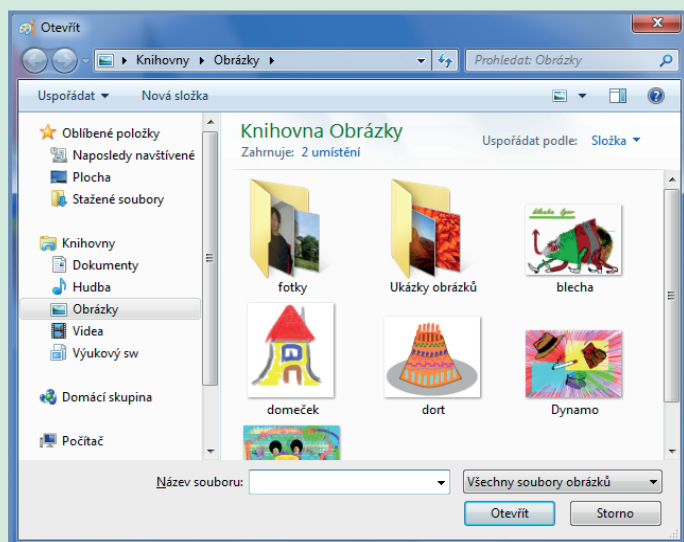 Otevřít
Knihovny Obrázky
Prohledat: Obrázky
Uspořádat Nová složka
Oblíbené položky
Naposledy navštívené
Plocha
Stažené soubory
Knihovny
Dokumenty
Hudba
Obrázky
Videa
Výukový sw
Domácí skupina
Počítač
Knihovna Obrázky
Zahrnuje: 2 umístění
Uspořádat podle: Složka
fotky
Ukázky obrázků
blecha
domeček
dort
Dynamo
Název souboru:
Všechny soubory obrázků
Otevřít
Storno